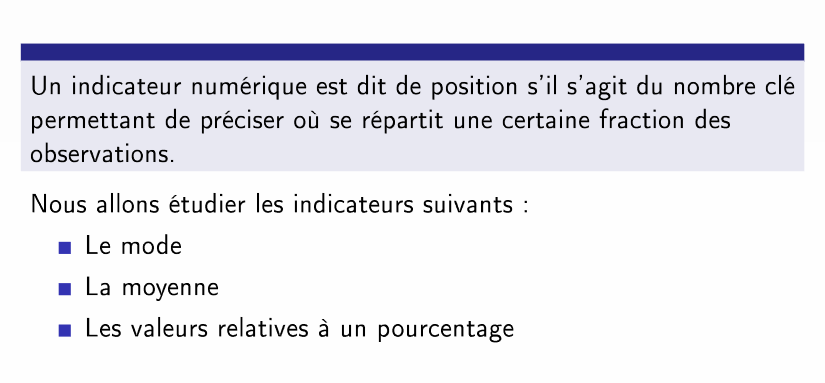 Un indicateur numérique est dit de position s'il s'agit du nombre clé
permettant de préciser où se répartit une certaine fraction des
observations.
Nous allons étudier les indicateurs suivants :
Le mode
La moyenne
Les valeurs relatives à un pourcentage